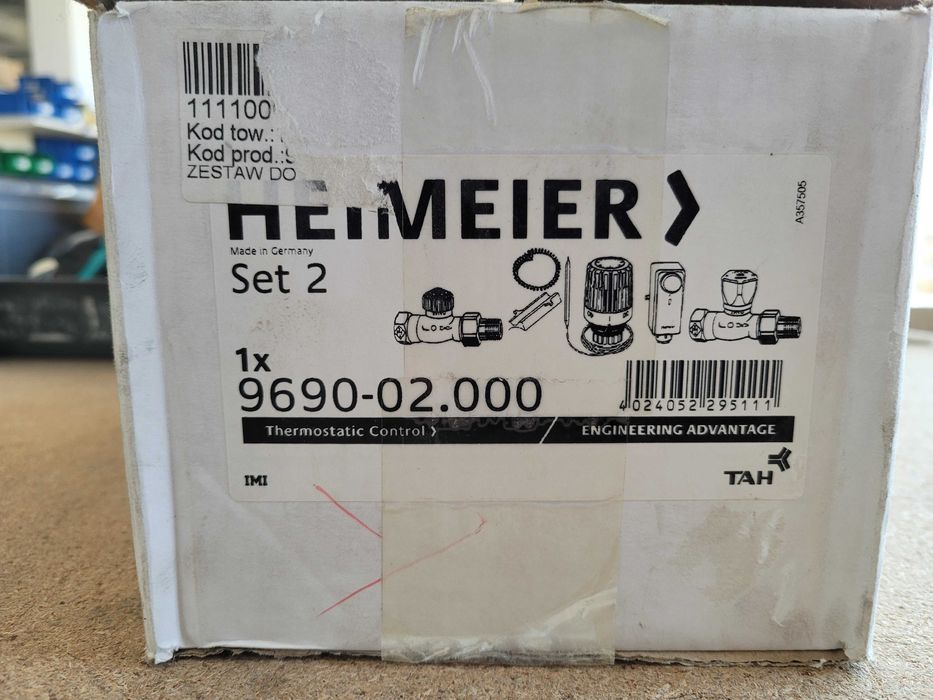 111100
Kod tow.:
Kod prod.:
ZESTAW DO
HEIMEIER
A357505
Made in Germany
Set 2
1x
9690-02.000
4 024052 295111
Thermostatic Control
ENGINEERING ADVANTAGE
IMI
TAH